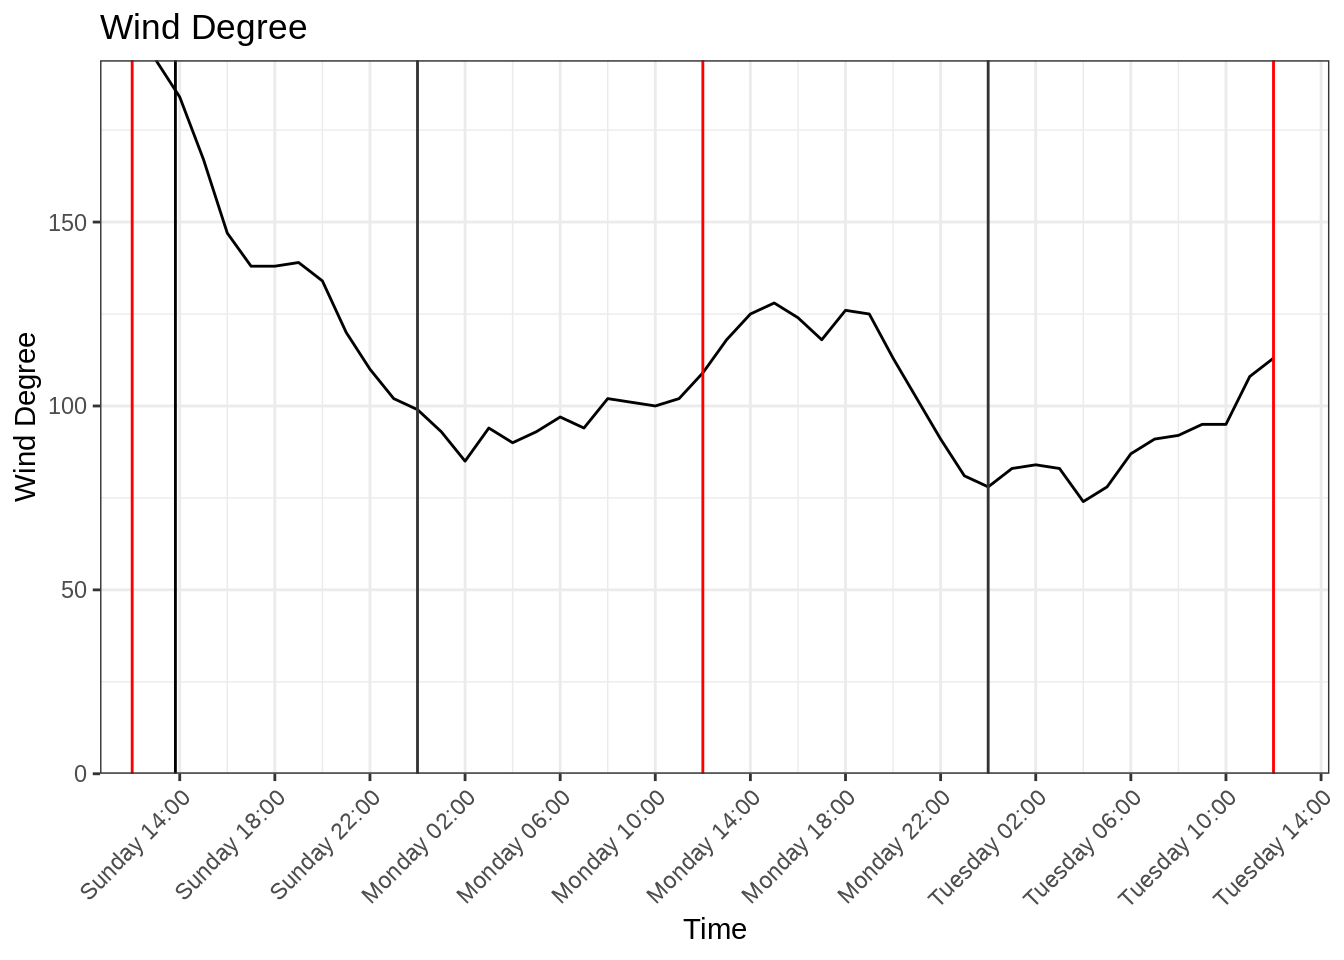 Wind Degree
Wind Degree
150
100
50
0
Sunday 14:00
Sunday 18:00
Sunday 22:00
Monday 02:00
Monday 06:00
Monday 10:00
Monday 14:00
Monday 18:00
Monday 22:00
Tuesday 02:00
Tuesday 06:00
Tuesday 10:00
Tuesday 14:00
Time